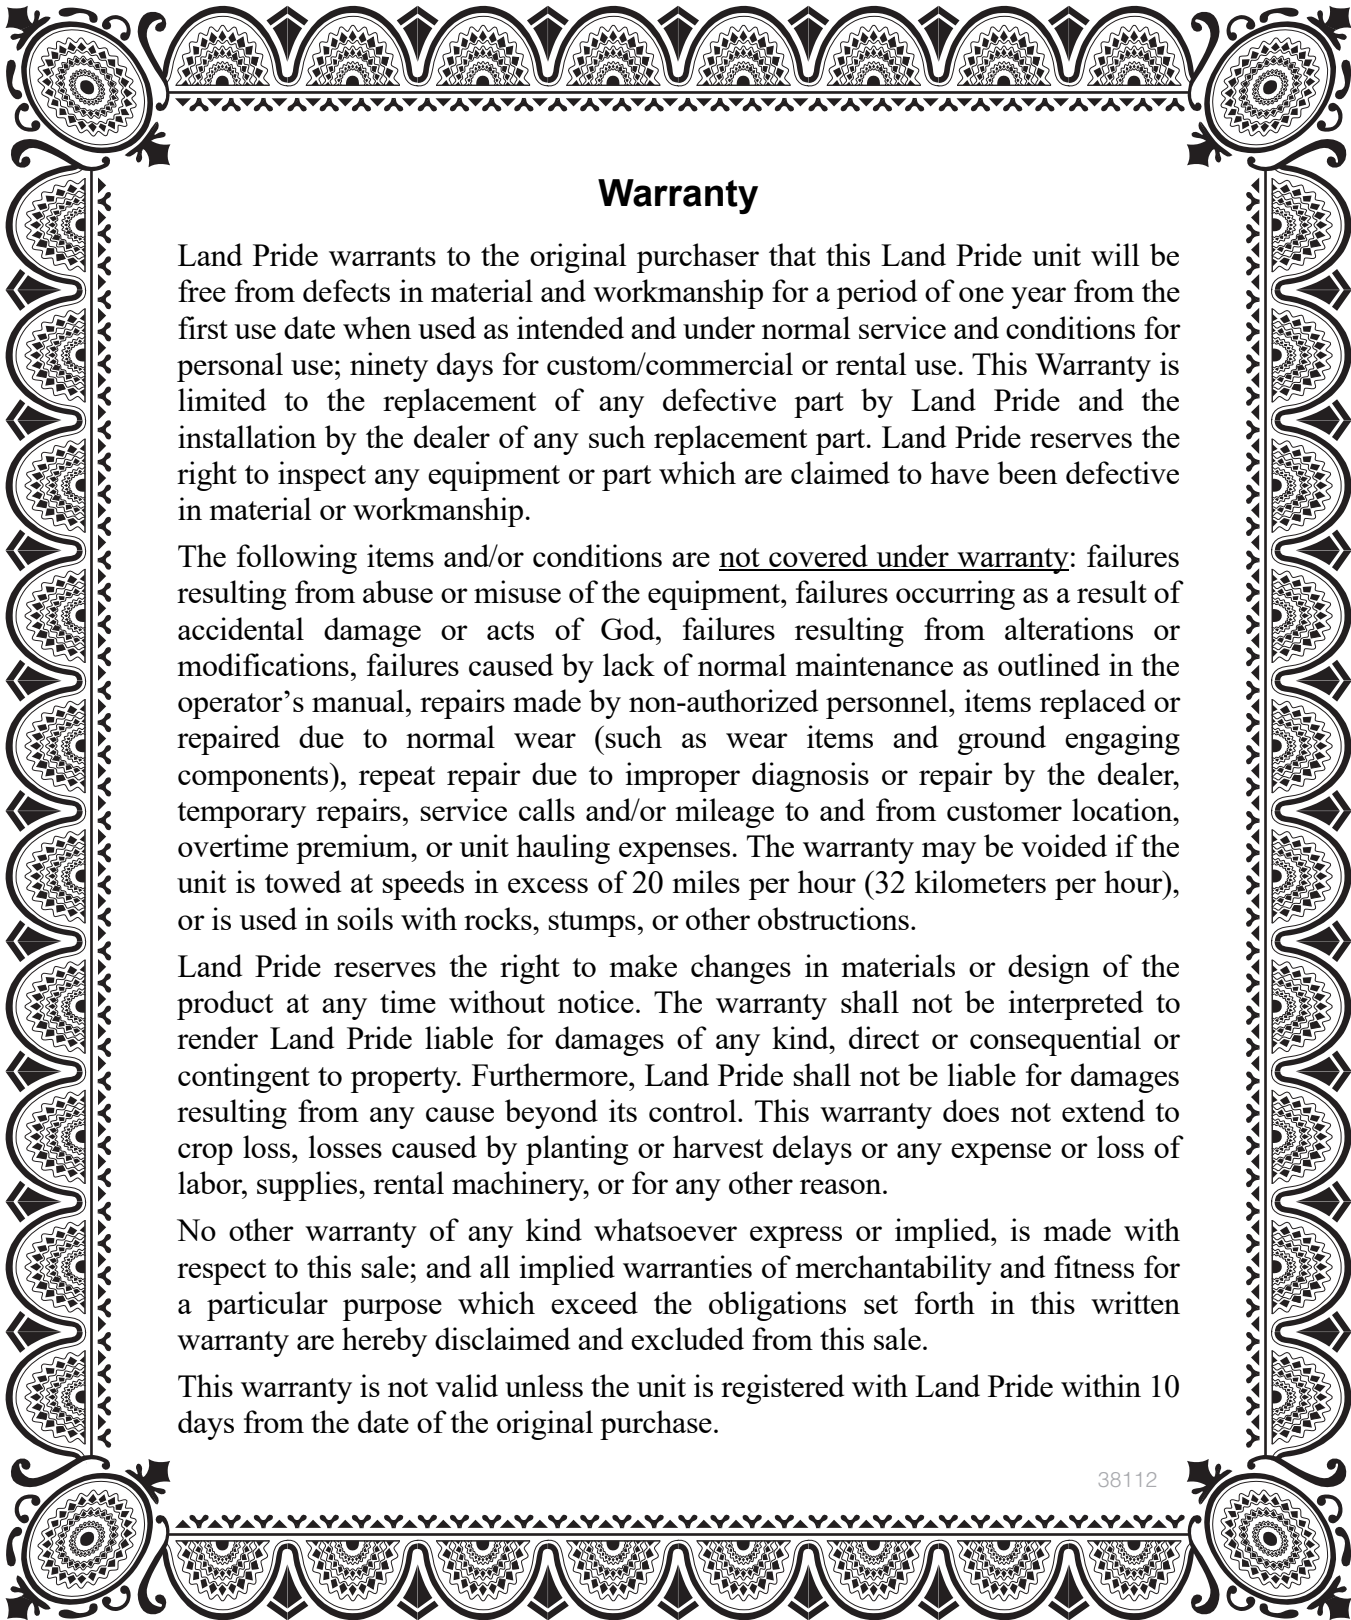 Warranty
Land Pride warrants to the original purchaser that this Land Pride unit will be
free from defects in material and workmanship for a period of one year from the
first use date when used as intended and under normal service and conditions for
personal use; ninety days for custom/commercial or rental use. This Warranty is
limited to the replacement of any defective part by Land Pride and the
installation by the dealer of any such replacement part. Land Pride reserves the
right to inspect any equipment or part which are claimed to have been defective
in material or workmanship.
The following items and/or conditions are not covered under warranty: failures
resulting from abuse or misuse of the equipment, failures occurring as a result of
accidental damage or acts of God, failures resulting from alterations or
modifications, failures caused by lack of normal maintenance as outlined in the
operator’s manual, repairs made by non-authorized personnel, items replaced or
repaired due to normal wear (such as wear items and ground engaging
components), repeat repair due to improper diagnosis or repair by the dealer,
temporary repairs, service calls and/or mileage to and from customer location,
overtime premium, or unit hauling expenses. The warranty may be voided if the
unit is towed at speeds in excess of 20 miles per hour (32 kilometers per hour),
or is used in soils with rocks, stumps, or other obstructions.
Land Pride reserves the right to make changes in materials or design of the
product at any time without notice. The warranty shall not be interpreted to
render Land Pride liable for damages of any kind, direct or consequential or
contingent to property. Furthermore, Land Pride shall not be liable for damages
resulting from any cause beyond its control. This warranty does not extend to
crop loss, losses caused by planting or harvest delays or any expense or loss of
labor, supplies, rental machinery, or for any other reason.
No other warranty of any kind whatsoever express or implied, is made with
respect to this sale; and all implied warranties of merchantability and fitness for
a particular purpose which exceed the obligations set forth in this written
warranty are hereby disclaimed and excluded from this sale.
This warranty is not valid unless the unit is registered with Land Pride within 10
days from the date of the original purchase.
38112